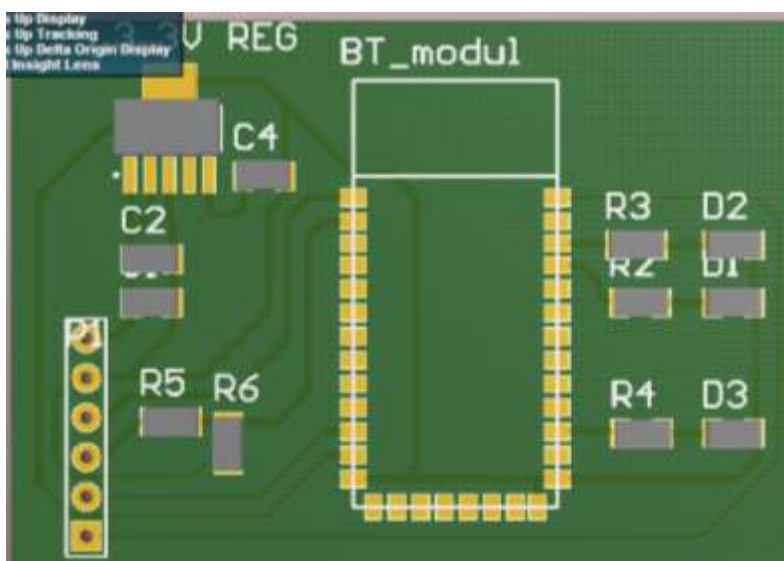 s Up Display
s Up Tracking
s Up Delta Origin Display
Insight Lens
3.3V REG
BT_modul
C4
C2
R3 D2
R2 D1
P1
R5 R6
R4 D3